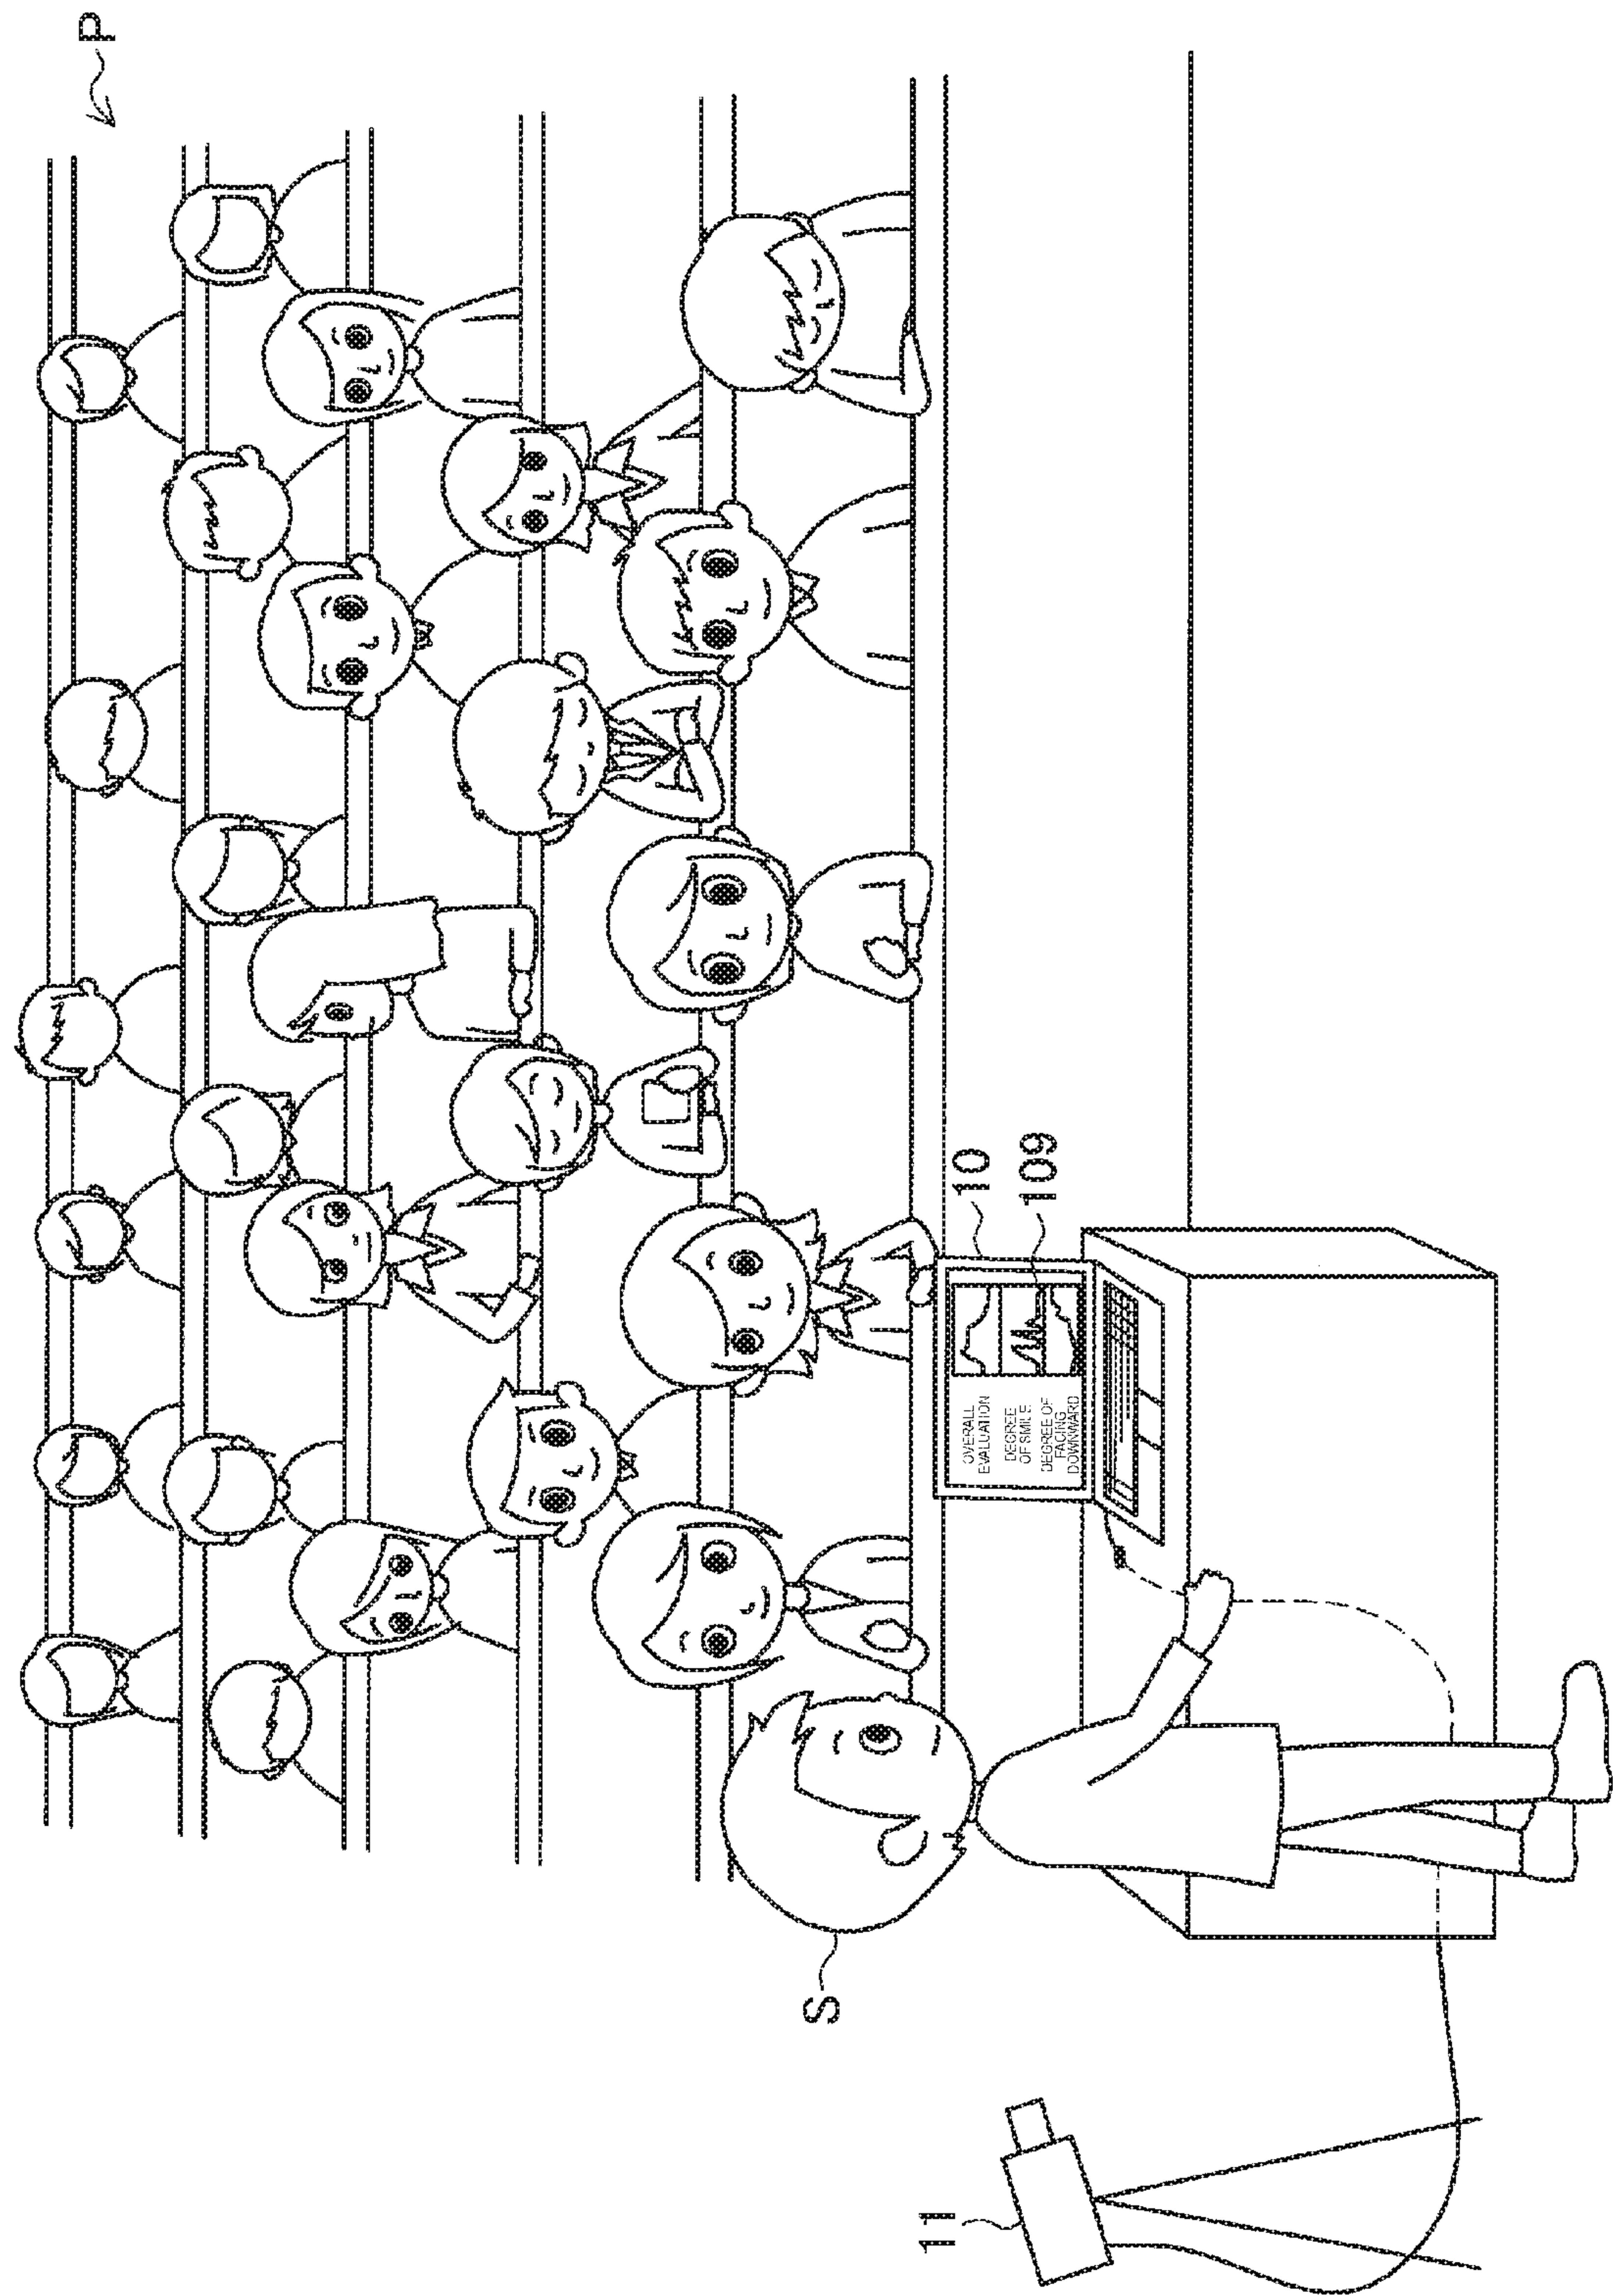 P
S
11
10
OVERALL
EVALUATION
DEGREE
OF SMILE
109
DEGREE OF
FACING
DOWNWARD